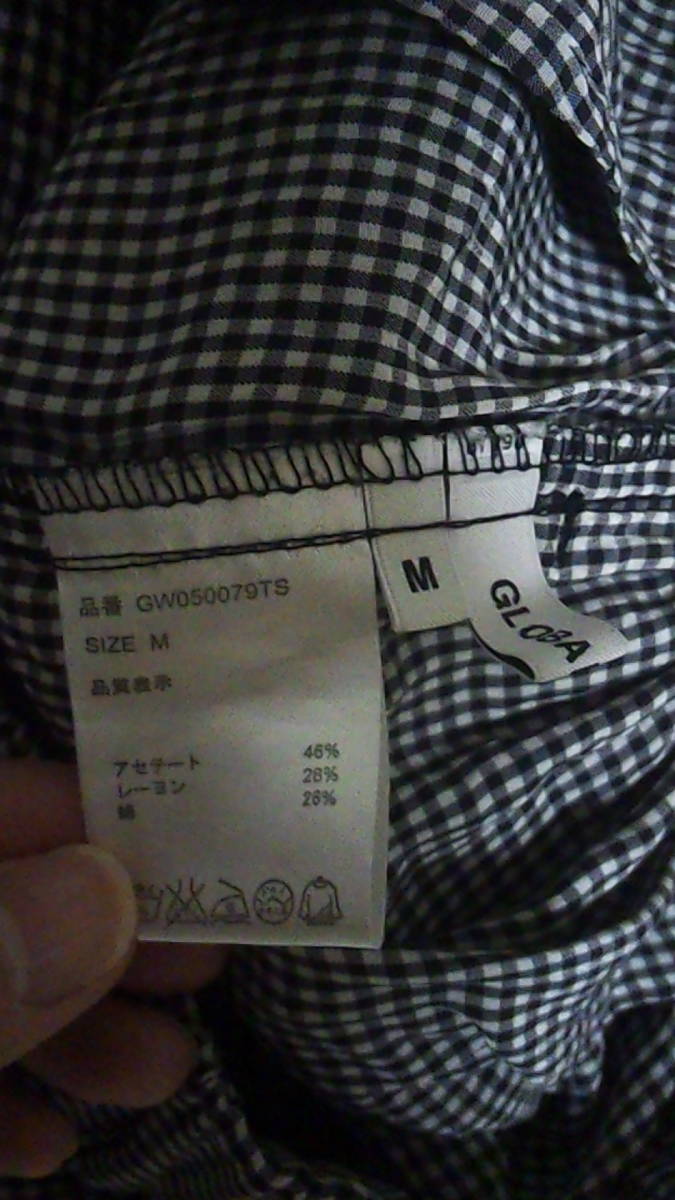 品番 GW050079TS
SIZE M
品質表示
アセテート 46%
レーヨン 28%
綿 26%
M
GLOBA